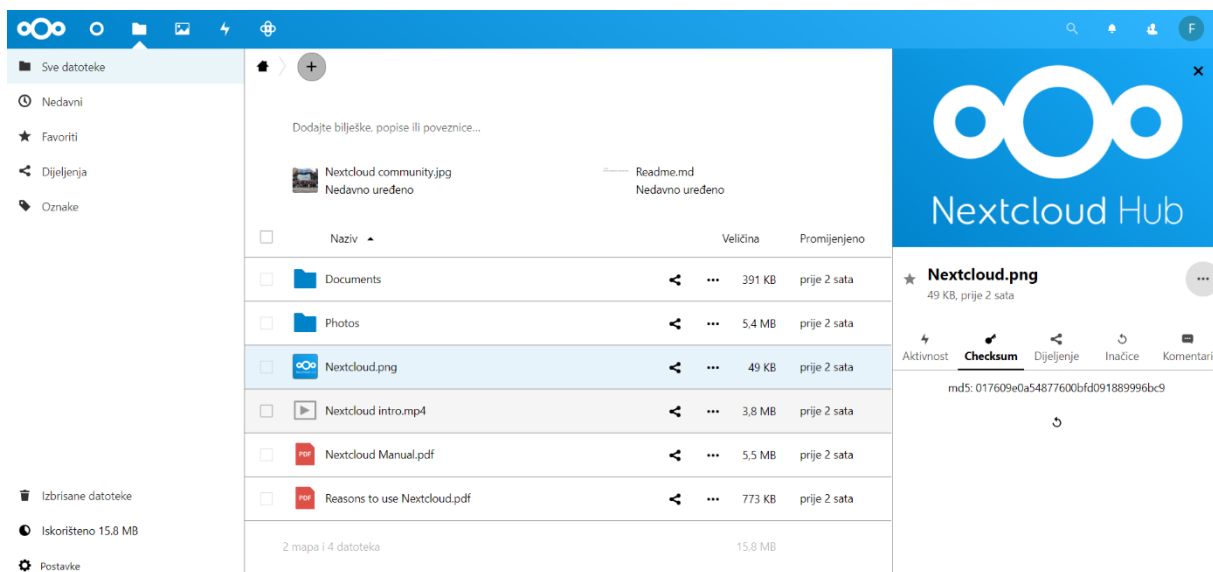 F
Sve datoteke
Nedavni
Favoriti
Dijeljenja
Oznake
Izbrisane datoteke
Iskorišteno 15.8 MB
Postavke
Dodajte bilješke, popise ili poveznice...
Nextcloud community.jpg
Nedavno uređeno
Readme.md
Nedavno uređeno
Naziv Veličina Promijenjeno
Documents 391 KB prije 2 sata
Photos 5,4 MB prije 2 sata
Nextcloud.png 49 KB prije 2 sata
Nextcloud intro.mp4 3,8 MB prije 2 sata
PDF Nextcloud Manual.pdf 5,5 MB prije 2 sata
PDF Reasons to use Nextcloud.pdf 773 KB prije 2 sata
2 mapa i 4 datoteka 15,8 MB
Nextcloud Hub
Nextcloud.png
49 KB, prije 2 sata
Aktivnost Checksum Dijeljenje Inačice Komentari
md5: 017609e0a54877600bfd091889996bc9